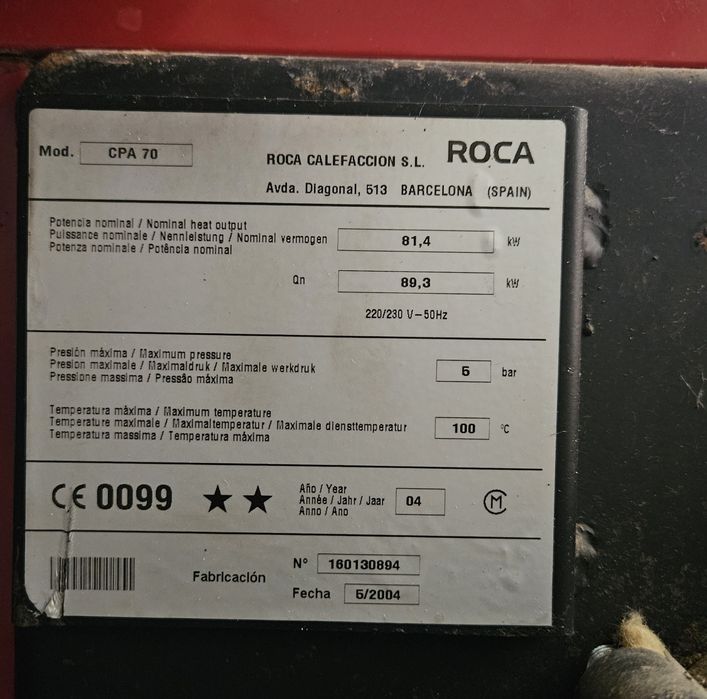 Mod. CPA 70
ROCA CALEFACCION S.L. ROCA
Avda. Diagonal, 513 BARCELONA (SPAIN)
Potencia nominal / Nominal heat output
Puissance nominale / Nennleistung / Nominal vermogen 81,4 kW
Potenza nominale / Potência nominal
Qn 89,3 kW
220/230 V-50Hz
Presión máxima / Maximum pressure
Presion maximale / Maximaldruk / Maximale werkdruk 5 bar
Pressione massima / Pressão máxima
Temperatura máxima / Maximum temperature
Temperature maximale / Maximaltemperatur / Maximale diensttemperatur 100 °C
Temperatura massima / Temperatura máxima
CE 0099 ★★
Año / Year
Année / Jahr / Jaar 04 CM
Anno / Ano
Fabricación
Nº 160130894
Fecha 5/2004